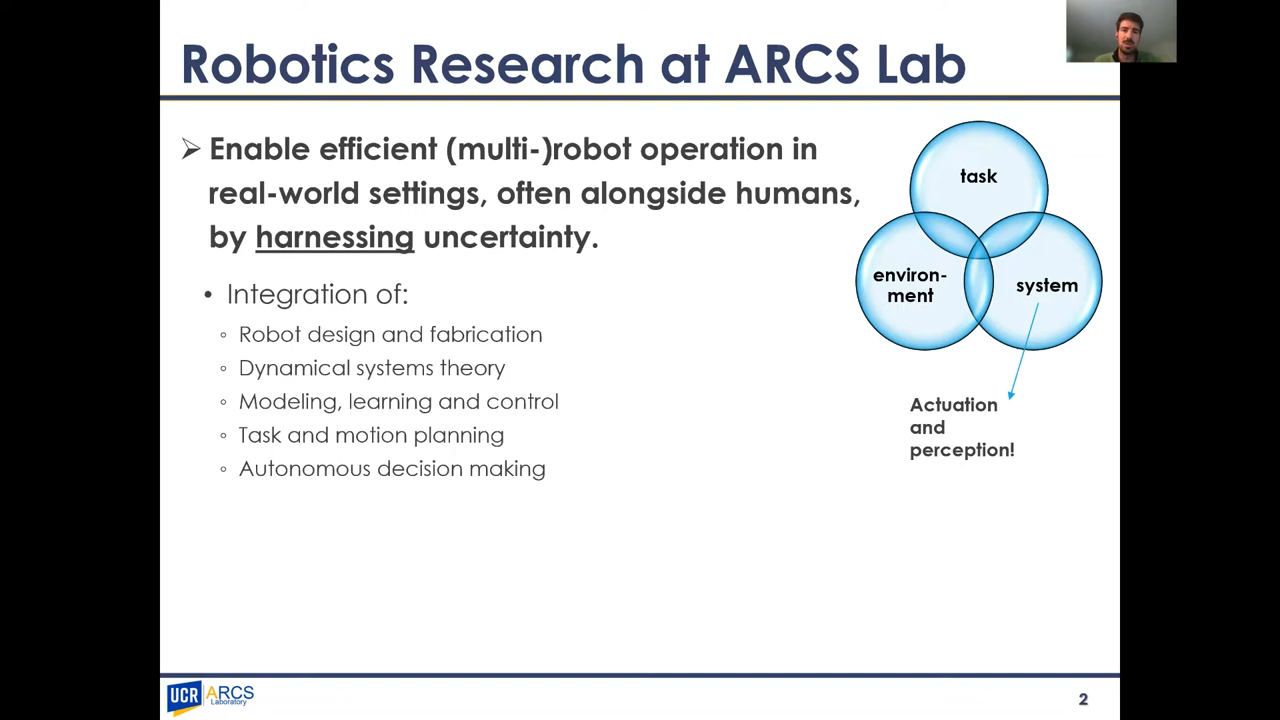 Robotics Research at ARCS Lab
➢ Enable efficient (multi-)robot operation in
real-world settings, often alongside humans,
by harnessing uncertainty.
• Integration of:
◦ Robot design and fabrication
◦ Dynamical systems theory
◦ Modeling, learning and control
◦ Task and motion planning
◦ Autonomous decision making
task
environ-
ment
system
Actuation
and
perception!
UCR ARCS
Laboratory
2